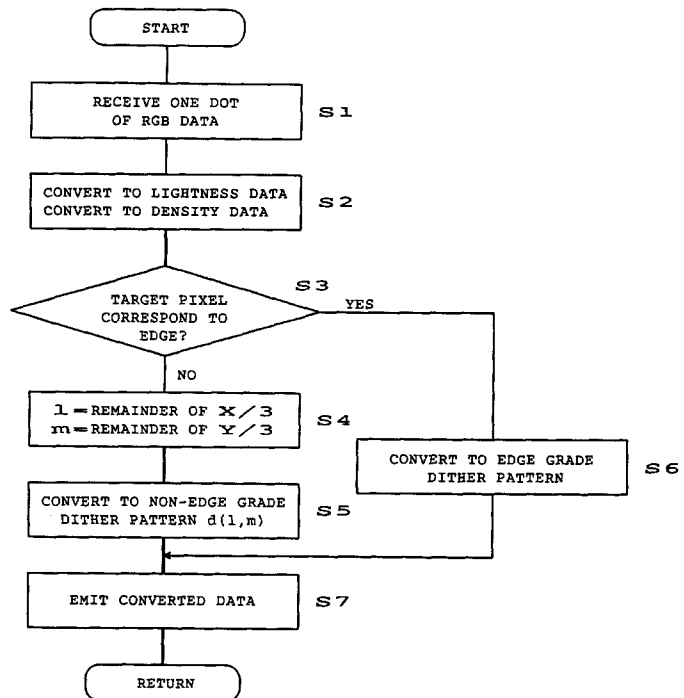 START
RECEIVE ONE DOT
OF RGB DATA
S1
CONVERT TO LIGHTNESS DATA
CONVERT TO DENSITY DATA
S2
S3
TARGET PIXEL
CORRESPOND TO
EDGE?
YES
NO
l=REMAINDER OF X/3
m=REMAINDER OF Y/3
S4
CONVERT TO EDGE GRADE
DITHER PATTERN
S6
CONVERT TO NON-EDGE GRADE
DITHER PATTERN d(l,m)
S5
EMIT CONVERTED DATA
S7
RETURN